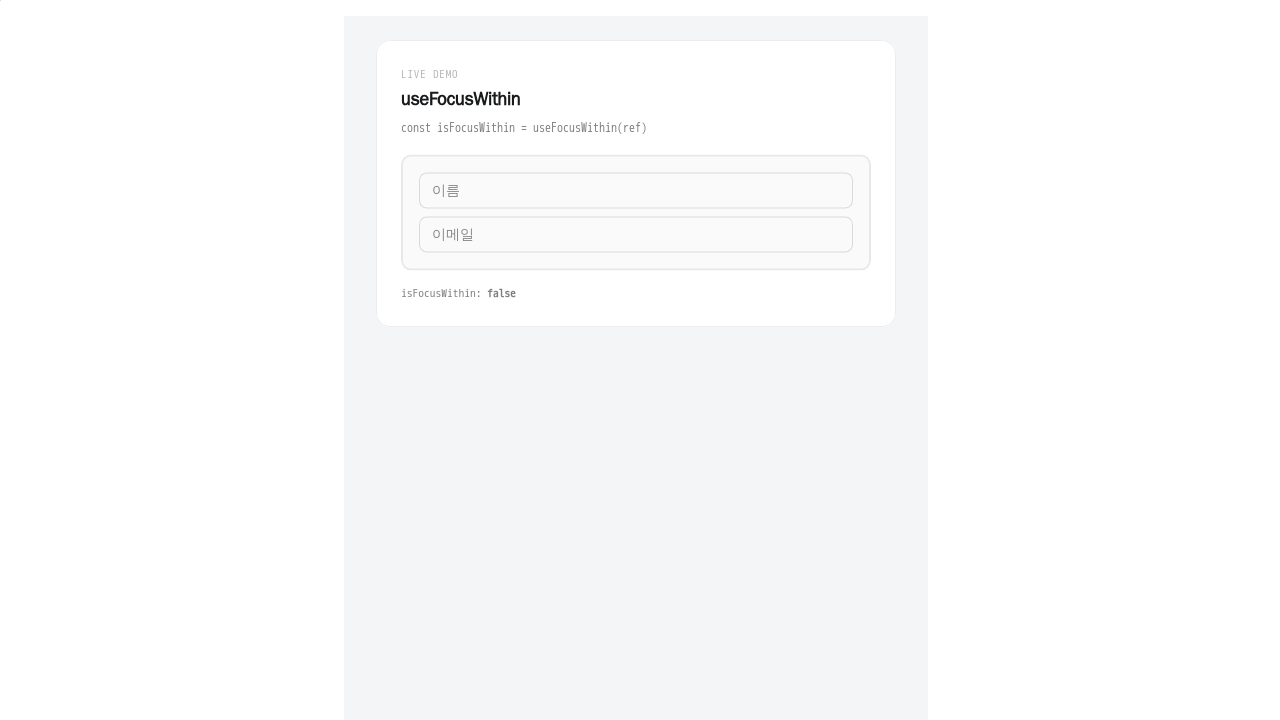 LIVE DEMO
useFocusWithin
const isFocusWithin = useFocusWithin(ref)
이름
이메일
isFocusWithin: false